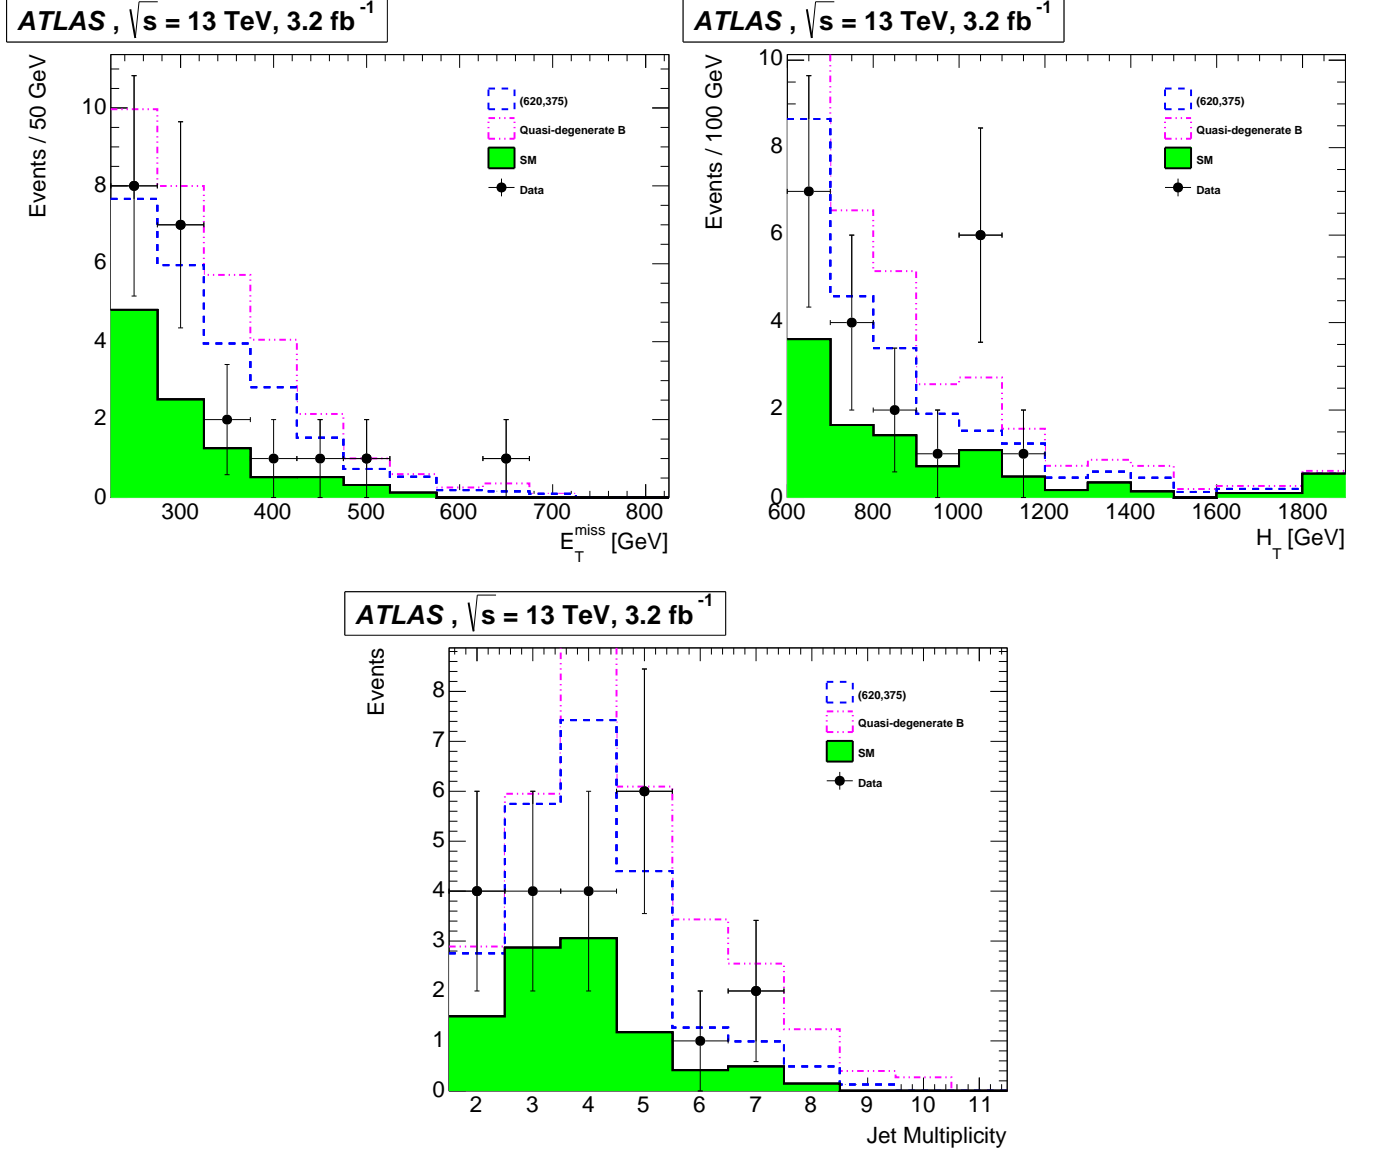 ATLAS , √s = 13 TeV, 3.2 fb⁻¹
Events / 50 GeV
10
8
6
4
2
0
(620,375)
Quasi-degenerate B
SM
Data
300 400 500 600 700 800
E_T^miss [GeV]
ATLAS , √s = 13 TeV, 3.2 fb⁻¹
Events / 100 GeV
10
8
6
4
2
0
(620,375)
Quasi-degenerate B
SM
Data
600 800 1000 1200 1400 1600 1800
H_T [GeV]
ATLAS , √s = 13 TeV, 3.2 fb⁻¹
Events
8
7
6
5
4
3
2
1
0
(620,375)
Quasi-degenerate B
SM
Data
2 3 4 5 6 7 8 9 10 11
Jet Multiplicity